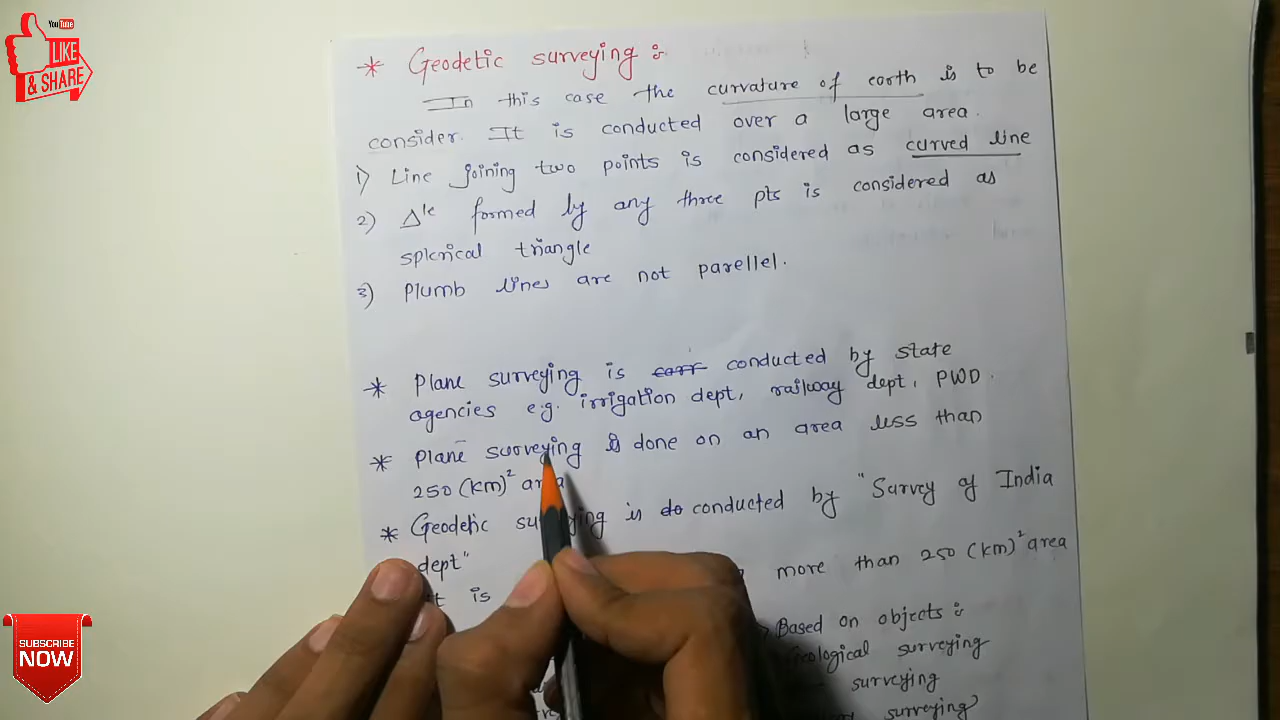 YouTube
LIKE
& SHARE
* Geodetic surveying :-
In this case the curvature of earth is to be
consider. It is conducted over a large area.
1) Line joining two points is considered as curved line
2) Δle formed by any three pts is considered as
spherical triangle
3) Plumb lines are not parellel.
* Plane surveying is conducted by state
agencies e.g. irrigation dept, railway dept, PWD.
* Plane surveying is done on an area less than
250 (km)² area
* Geodetic surveying is do conducted by "Survey of India
dept"
It is more than 250 (km)² area
Based on objects :-
surveying
surveying
surveying
SUBSCRIBE
NOW